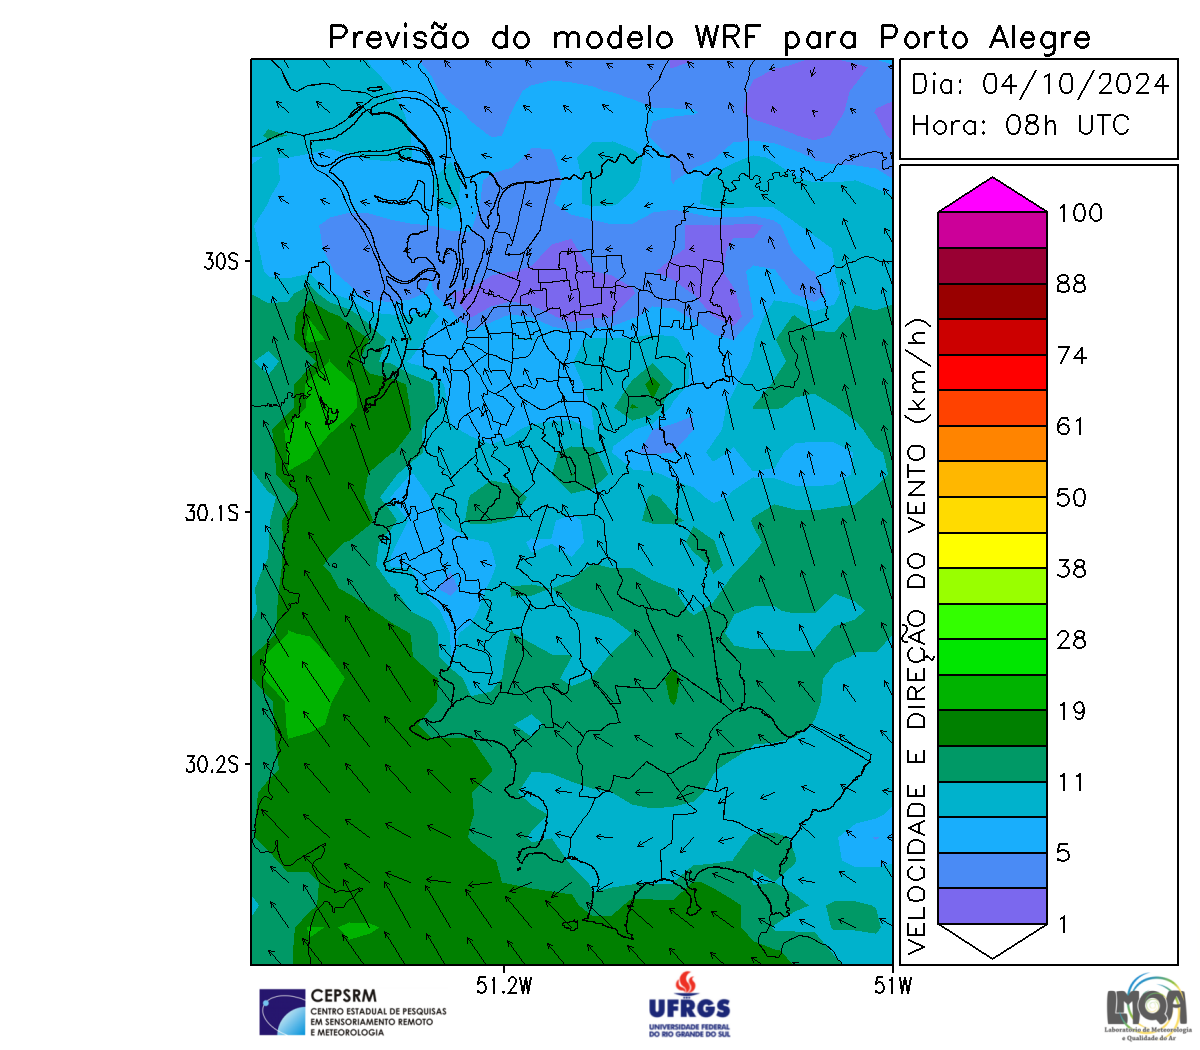 Previsão do modelo WRF para Porto Alegre
Dia: 04/10/2024
Hora: 08h UTC
30S
30.1S
30.2S
51.2W
51W
VELOCIDADE E DIREÇÃO DO VENTO (km/h)
100
88
74
61
50
38
28
19
11
5
1
CEPSRM
CENTRO ESTADUAL DE PESQUISAS
EM SENSORIAMENTO REMOTO
E METEOROLOGIA
UFRGS
UNIVERSIDADE FEDERAL
DO RIO GRANDE DO SUL
LMQA
Laboratório de Meteorologia
e Qualidade do Ar